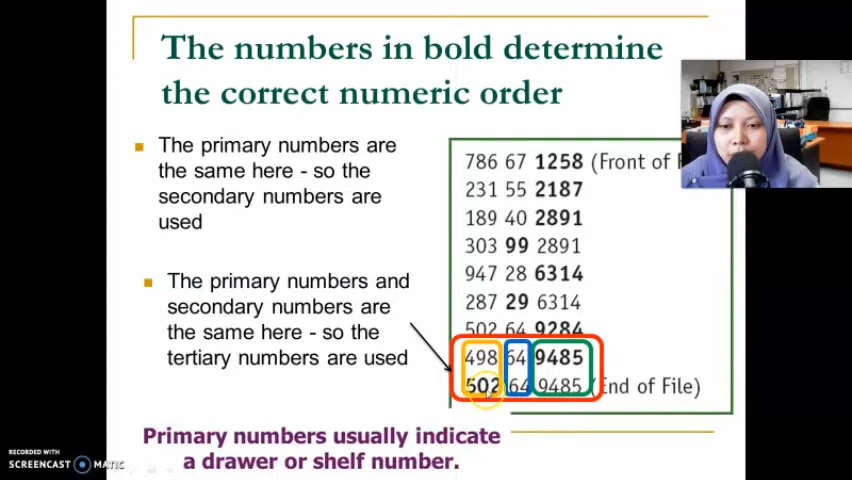 The numbers in bold determine
the correct numeric order
The primary numbers are
the same here - so the
secondary numbers are
used
The primary numbers and
secondary numbers are
the same here - so the
tertiary numbers are used
786 67 1258 (Front of
231 55 2187
189 40 2891
303 99 2891
947 28 6314
287 29 6314
502 64 9284
498 64 9485
502 64 9485 (End of File)
Primary numbers usually indicate
a drawer or shelf number.
RECORDED WITH
SCREENCAST MATIC